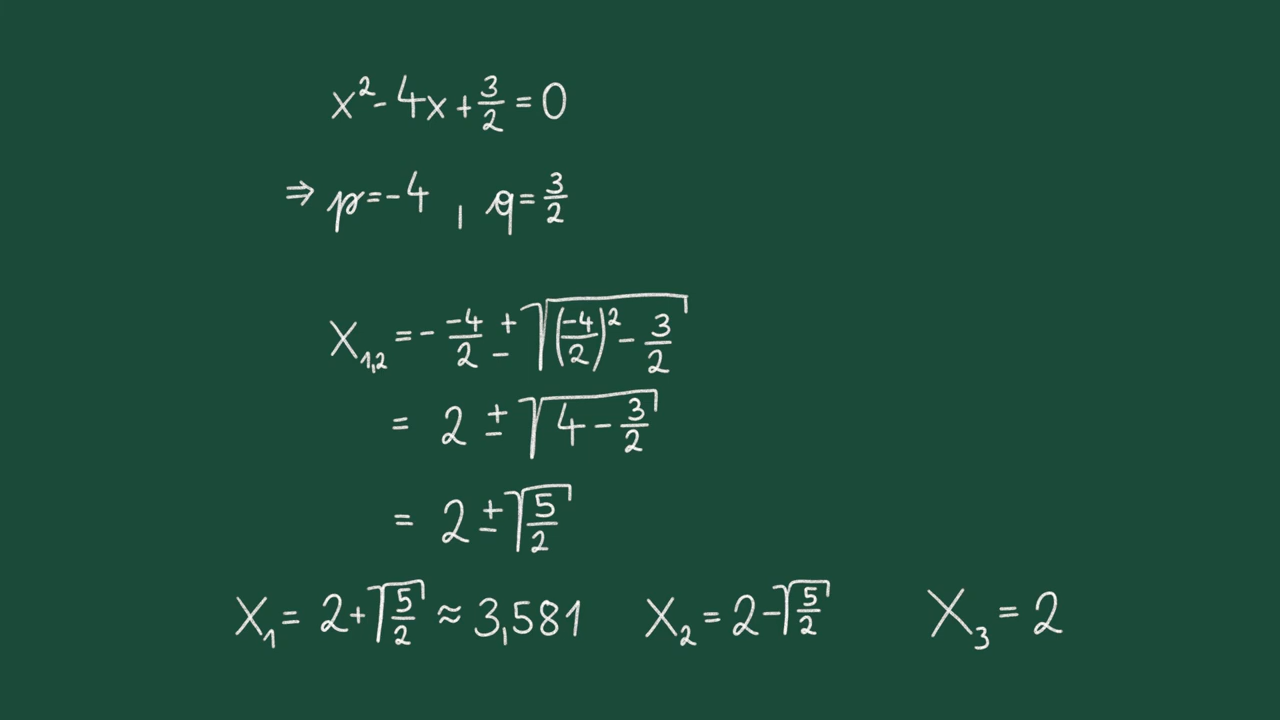 x² - 4x + 3/2 = 0
⇒ p = -4 , q = 3/2
X₁,₂ = - -4/2 ± √((-4/2)² - 3/2)
= 2 ± √(4 - 3/2)
= 2 ± √(5/2)
X₁ = 2 + √(5/2) ≈ 3,581 X₂ = 2 - √(5/2) X₃ = 2